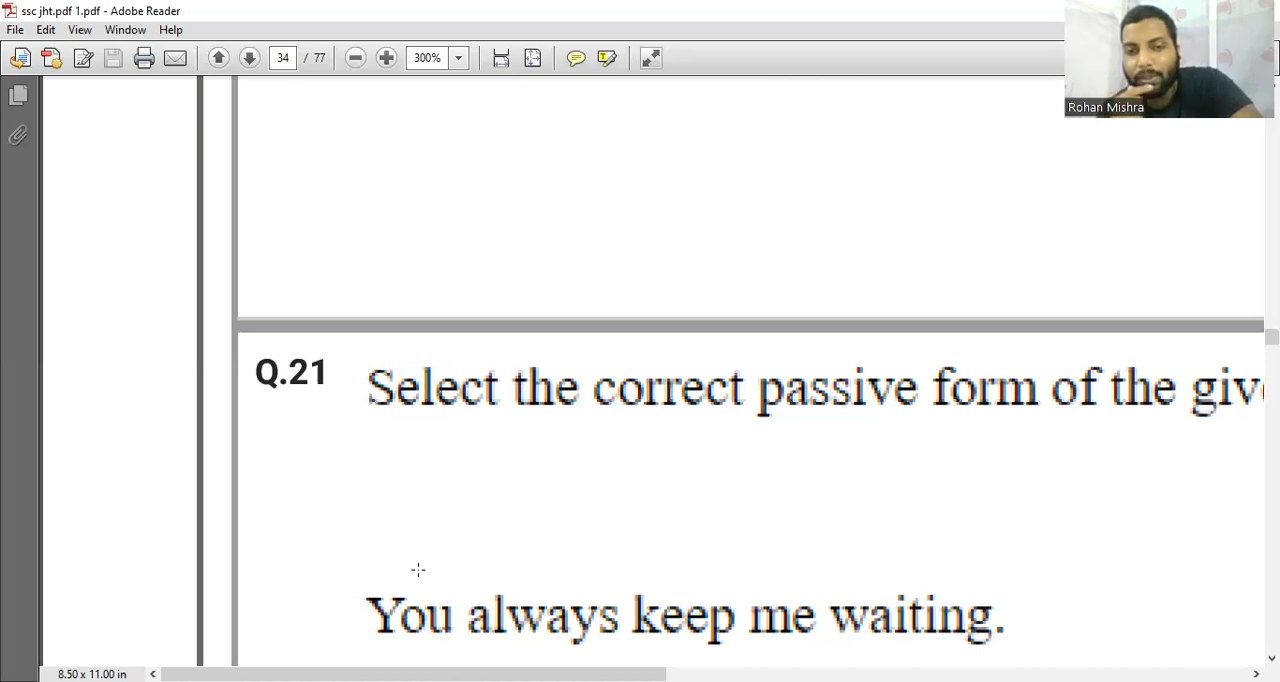 ssc jht.pdf 1.pdf - Adobe Reader
File Edit View Window Help
34 / 77 300%
Rohan Mishra
Q.21 Select the correct passive form of the giv
You always keep me waiting.
8.50 x 11.00 in